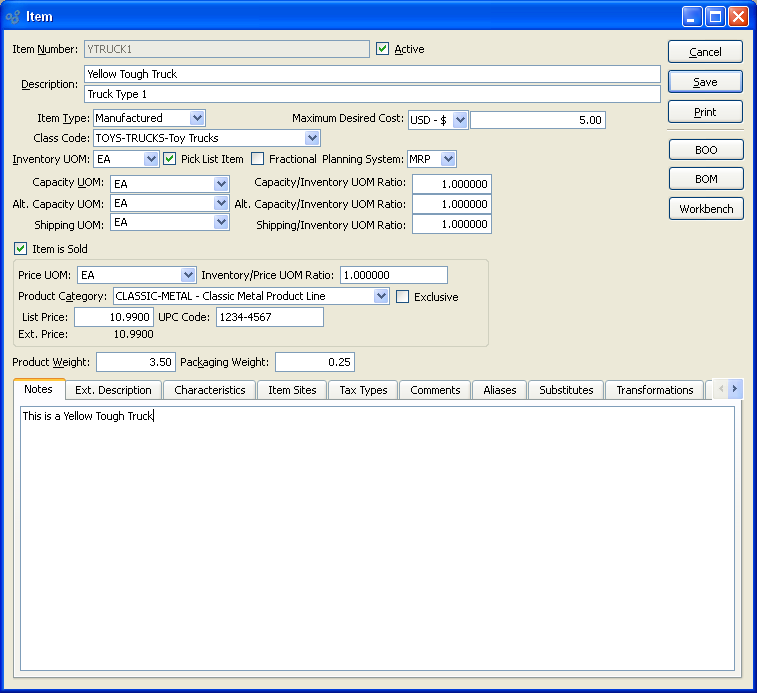 Item
Item Number: YTRUCK1 Active
Cancel
Description: Yellow Tough Truck
Truck Type 1
Save
Item Type: Manufactured Maximum Desired Cost: USD - $ 5.00
Print
Class Code: TOYS-TRUCKS-Toy Trucks
BOO
Inventory UOM: EA Pick List Item Fractional Planning System: MRP
BOM
Capacity UOM: EA Capacity/Inventory UOM Ratio: 1.000000
Alt. Capacity UOM: EA Alt. Capacity/Inventory UOM Ratio: 1.000000
Workbench
Shipping UOM: EA Shipping/Inventory UOM Ratio: 1.000000
Item is Sold
Price UOM: EA Inventory/Price UOM Ratio: 1.000000
Product Category: CLASSIC-METAL - Classic Metal Product Line Exclusive
List Price: 10.9900 UPC Code: 1234-4567
Ext. Price: 10.9900
Product Weight: 3.50 Packaging Weight: 0.25
Notes Ext. Description Characteristics Item Sites Tax Types Comments Aliases Substitutes Transformations
This is a Yellow Tough Truck